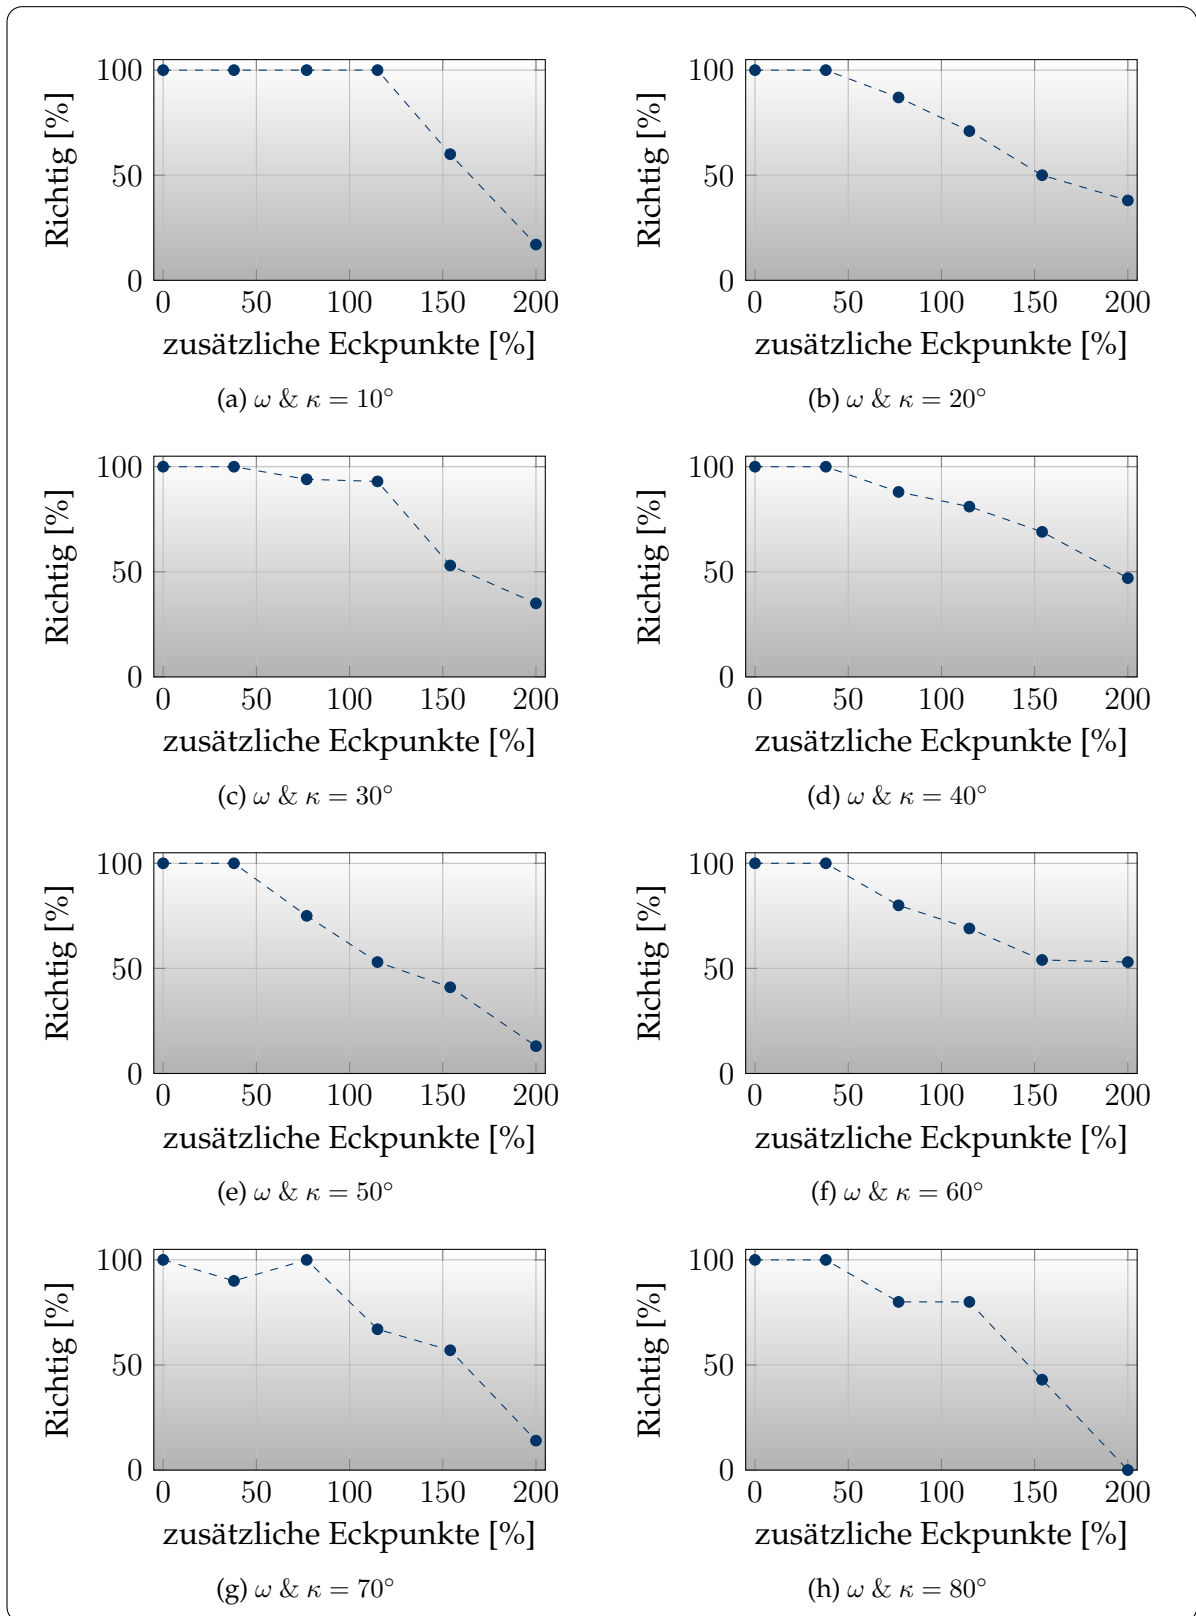 100
50
0
Richtig [%]
0 50 100 150 200
zusätzliche Eckpunkte [%]
(a) ω & κ = 10°
100
50
0
Richtig [%]
0 50 100 150 200
zusätzliche Eckpunkte [%]
(b) ω & κ = 20°
100
50
0
Richtig [%]
0 50 100 150 200
zusätzliche Eckpunkte [%]
(c) ω & κ = 30°
100
50
0
Richtig [%]
0 50 100 150 200
zusätzliche Eckpunkte [%]
(d) ω & κ = 40°
100
50
0
Richtig [%]
0 50 100 150 200
zusätzliche Eckpunkte [%]
(e) ω & κ = 50°
100
50
0
Richtig [%]
0 50 100 150 200
zusätzliche Eckpunkte [%]
(f) ω & κ = 60°
100
50
0
Richtig [%]
0 50 100 150 200
zusätzliche Eckpunkte [%]
(g) ω & κ = 70°
100
50
0
Richtig [%]
0 50 100 150 200
zusätzliche Eckpunkte [%]
(h) ω & κ = 80°